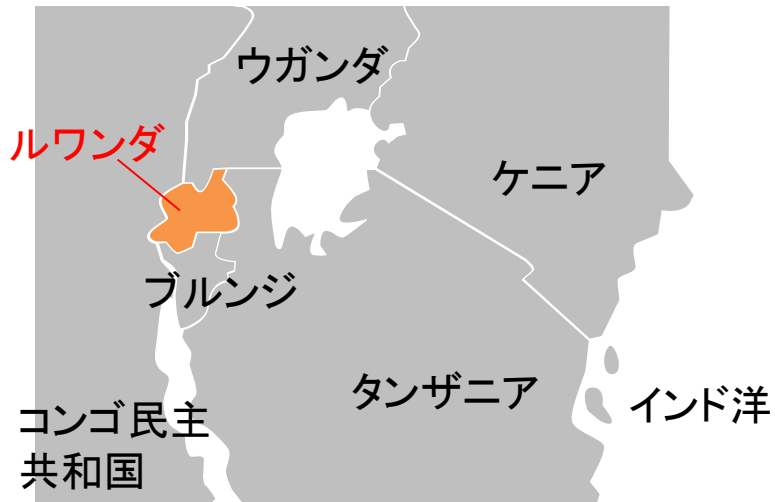 ウガンダ
ルワンダ
ケニア
ブルンジ
タンザニア
インド洋
コンゴ民主
共和国